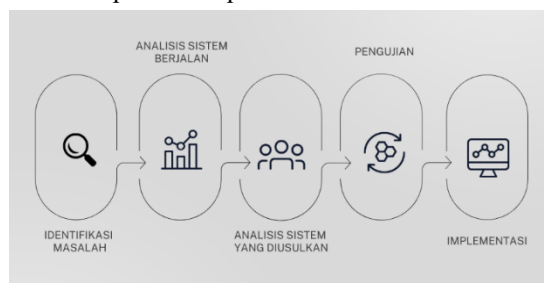 ANALISIS SISTEM
BERJALAN
PENGUJIAN
IDENTIFIKASI
MASALAH
ANALISIS SISTEM
YANG DIUSULKAN
IMPLEMENTASI